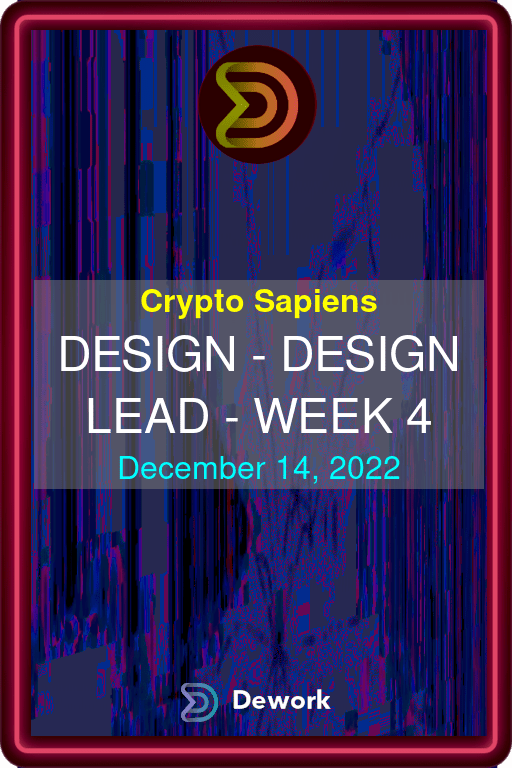 Crypto Sapiens
DESIGN - DESIGN
LEAD - WEEK 4
December 14, 2022
Dework